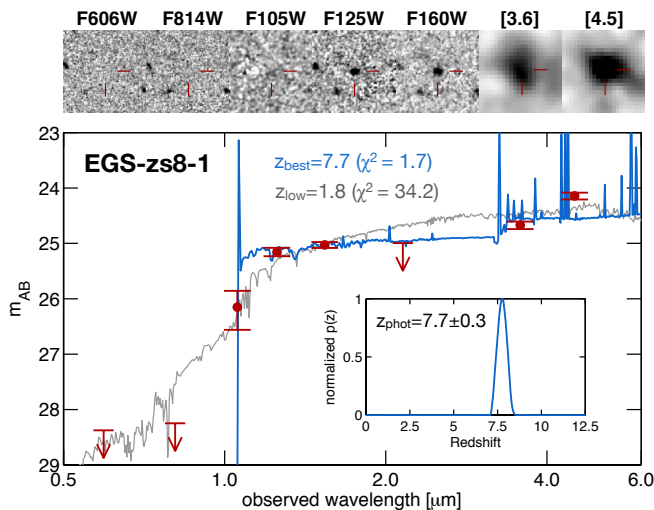 F606W F814W F105W F125W F160W [3.6] [4.5]
EGS-zs8-1
z_best=7.7 (χ² = 1.7)
z_low=1.8 (χ² = 34.2)
m_AB
23
24
25
26
27
28
29
0.5 1.0 2.0 4.0 6.0
observed wavelength [μm]
z_phot=7.7±0.3
normalized p(z)
1
0.5
0
0 2.5 5 7.5 10 12.5
Redshift